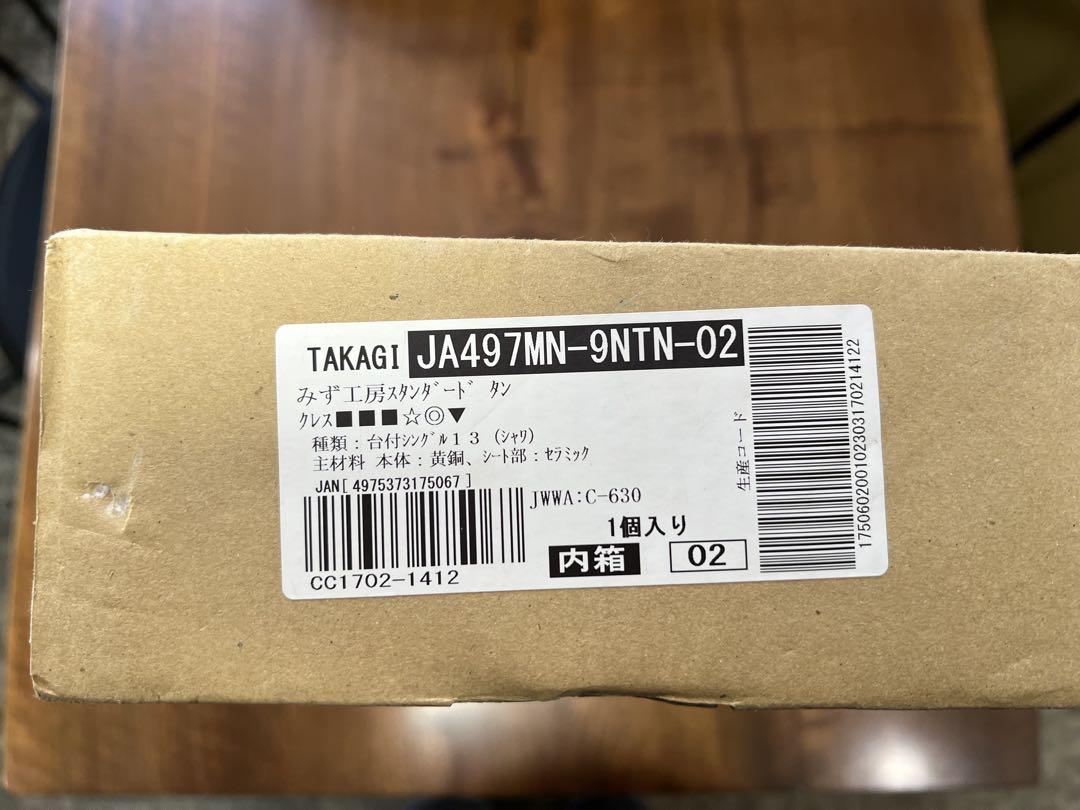 TAKAGI JA497MN-9NTN-02
みず工房ｽﾀﾝﾀﾞｰﾄﾞ ﾀﾝ
ｸﾚｽ■■■☆◎▼
種類：台付ｼﾝｸﾞﾙ１３（ｼｬﾜ）
主材料 本体：黄銅、ｼｰﾄ部：ｾﾗﾐｯｸ
JAN[ 4975373175067 ]
JWWA:C-630
1個入り
内箱 02
CC1702-1412
生産コード
17506020010230317021412​2